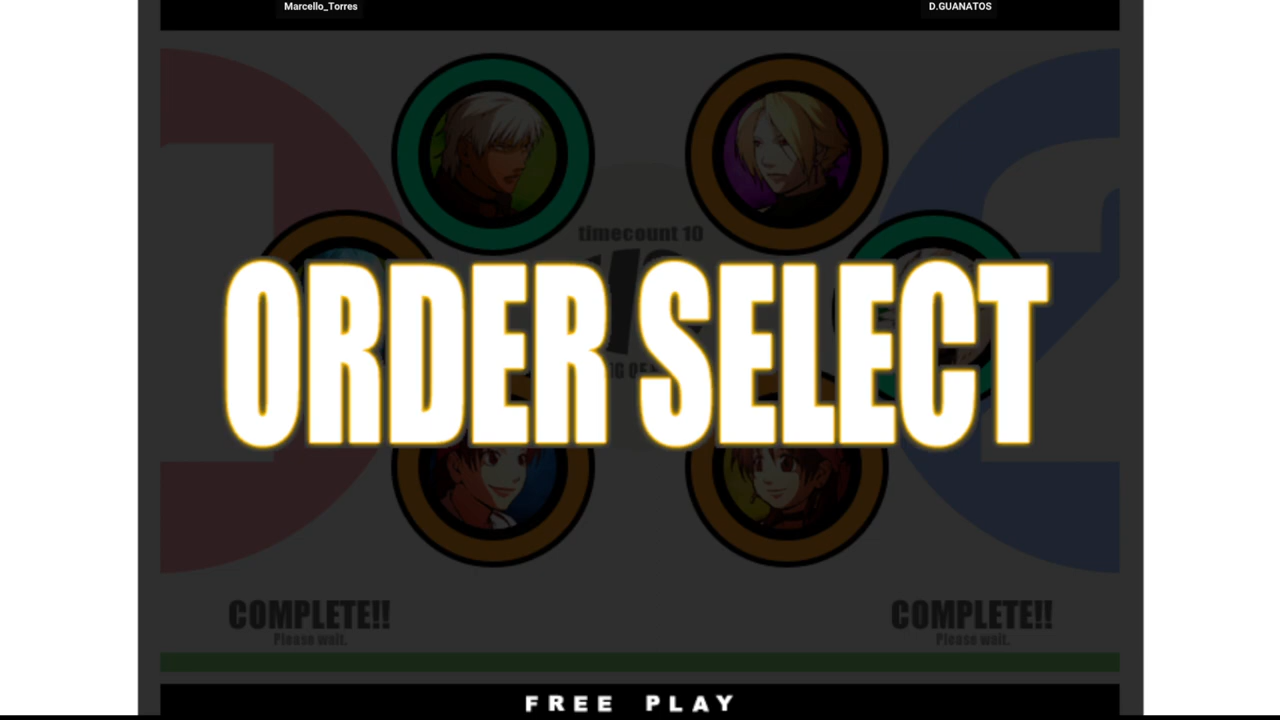 Marcello_Torres
D.GUANATOS
timecount 10
ORDER SELECT
COMPLETE!!
Please wait.
COMPLETE!!
Please wait.
FREE PLAY